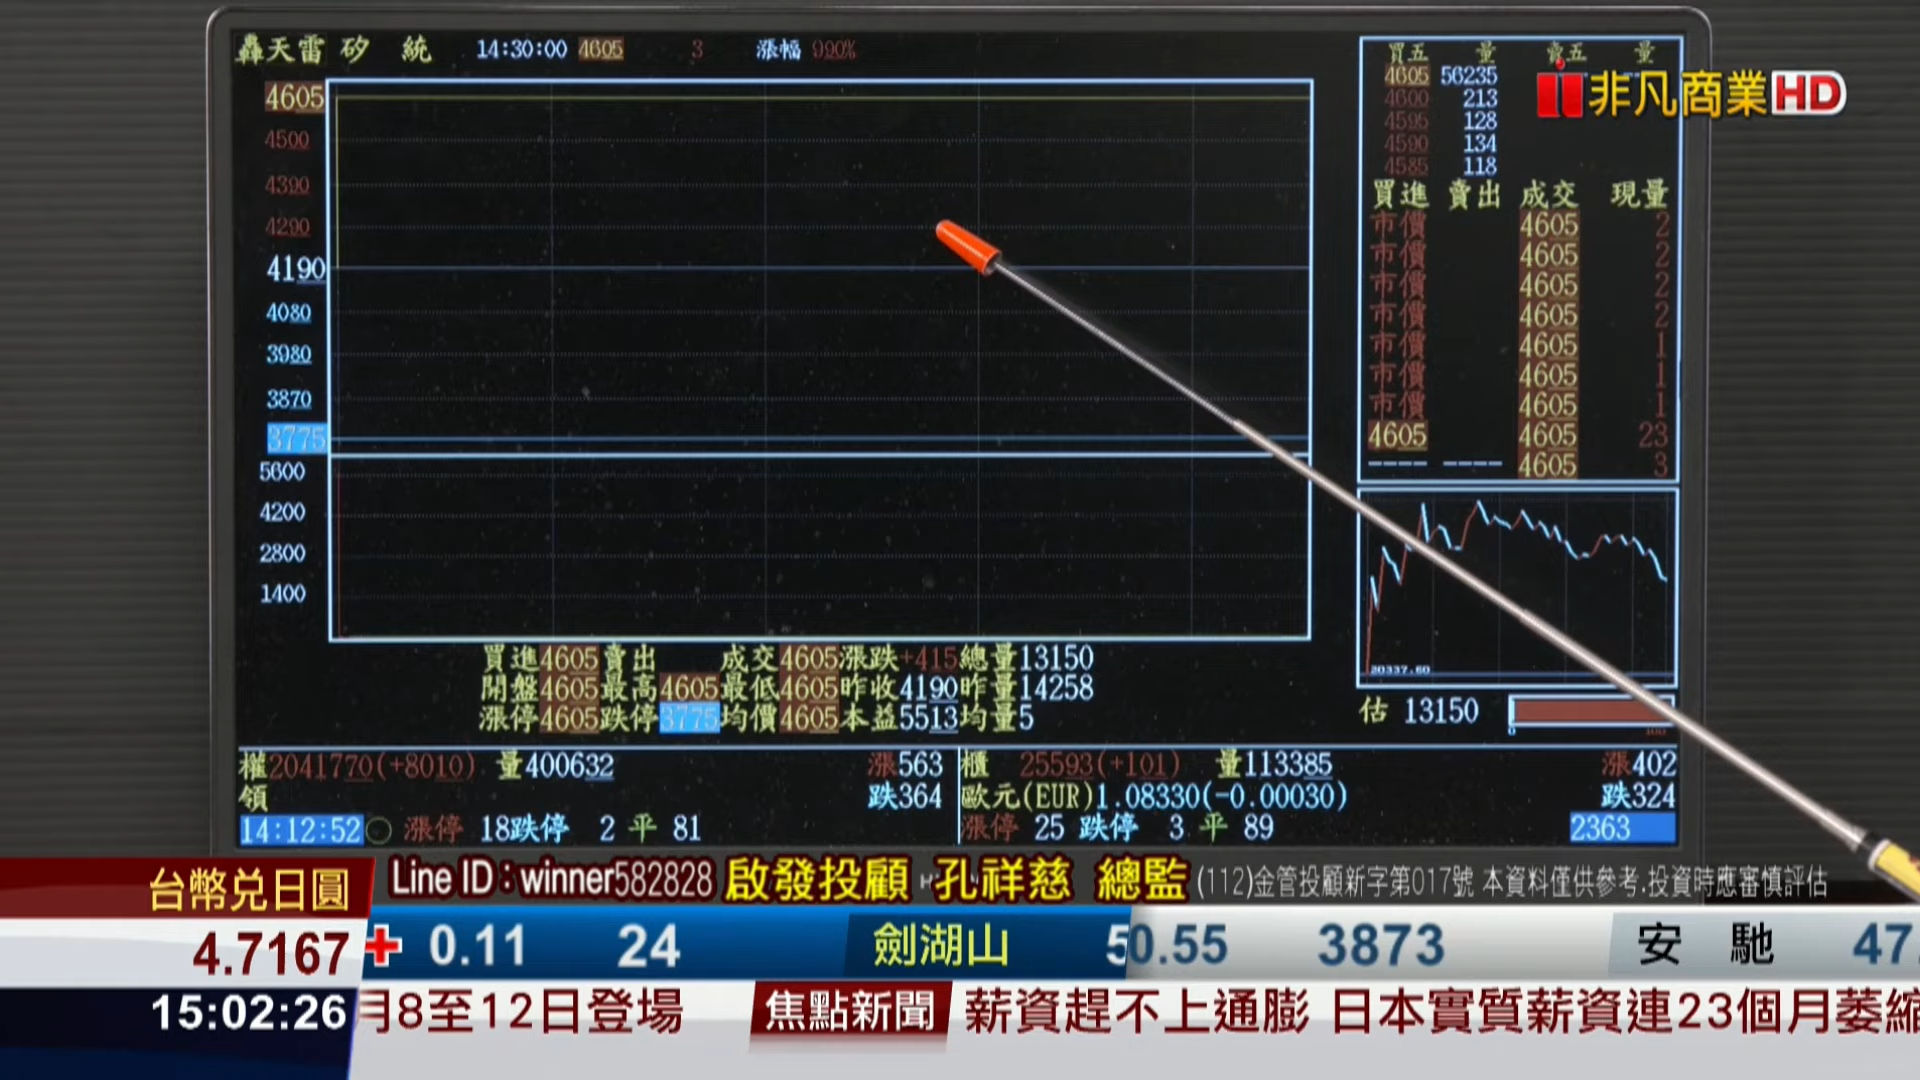 轟天雷 矽 統 14:30:00 4605 3 漲幅 990%
4605
4500
4390
4290
4190
4080
3980
3870
3775
5600
4200
2800
1400
買五 量 賣五 量
4605 56235
4600 213
4595 128
4590 134
4585 118
非凡商業HD
買進 賣出 成交 現量
市價 4605 2
市價 4605 2
市價 4605 2
市價 4605 2
市價 4605 1
市價 4605 1
市價 4605 1
4605 4605 23
---- ---- 4605 3
20337.60
估 13150
0 100
買進4605賣出 成交4605漲跌+415總量13150
開盤4605最高4605最低4605昨收4190昨量14258
漲停4605跌停3775均價4605本益5513均量5
權2041770(+8010) 量400632 漲563
領 跌364
14:12:52 漲停 18跌停 2 平 81
櫃 25593(+101) 量113385 漲402
歐元(EUR)1.08330(-0.00030) 跌324
漲停 25 跌停 3 平 89 2363
Line ID:winner582828 啟發投顧 孔祥慈 總監 (112)金管投顧新字第017號 本資料僅供參考.投資時應審慎評估
台幣兌日圓
4.7167
0.11 24 劍湖山 50.55 3873 安 馳 47.
15:02:26
月8至12日登場 焦點新聞 薪資趕不上通膨 日本實質薪資連23個月萎縮